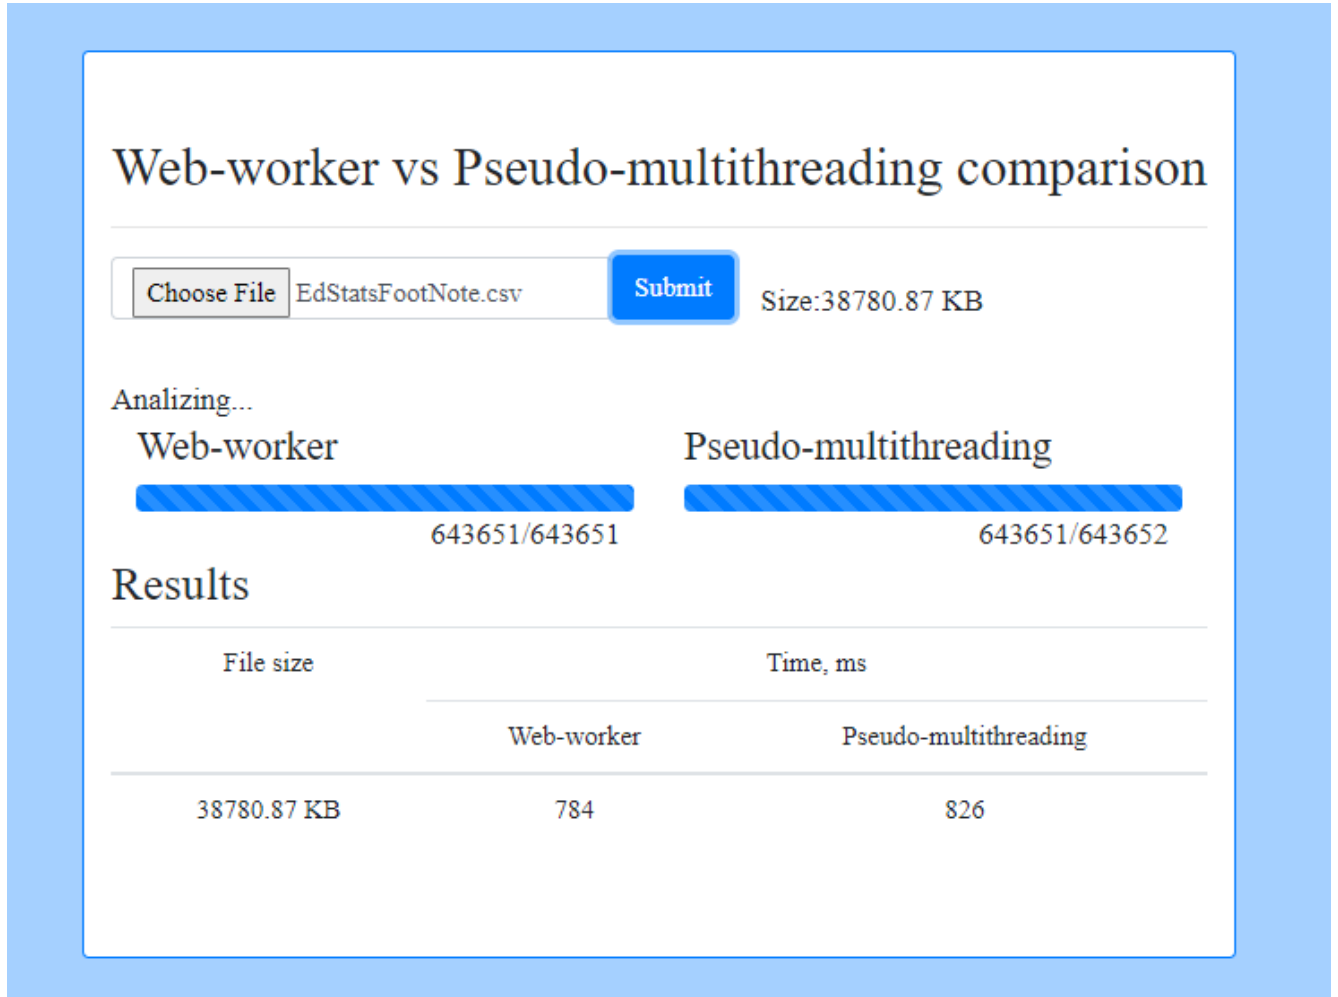 Web-worker vs Pseudo-multithreading comparison
Choose File EdStatsFootNote.csv Submit Size:38780.87 KB
Analizing...
Web-worker Pseudo-multithreading
643651/643651 643651/643652
Results
File size Time, ms
Web-worker Pseudo-multithreading
38780.87 KB 784 826